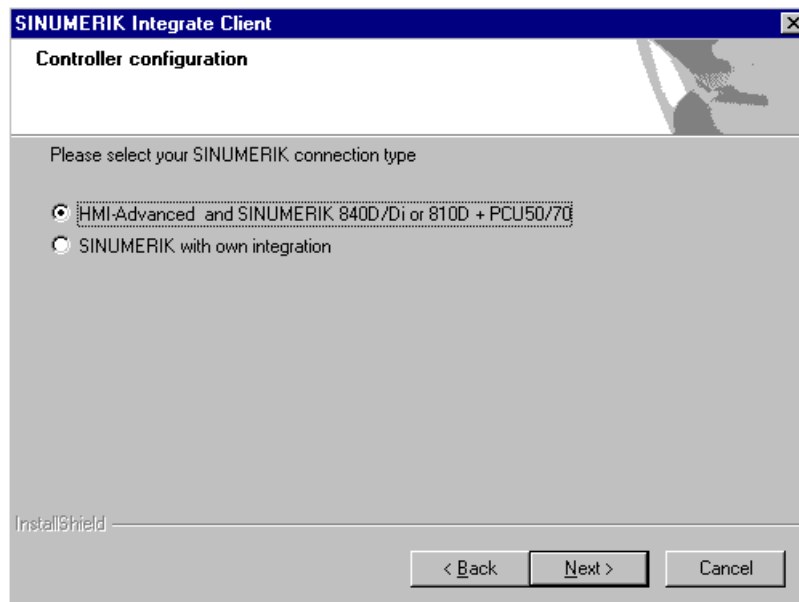 SINUMERIK Integrate Client
Controller configuration
Please select your SINUMERIK connection type
HMI-Advanced and SINUMERIK 840D/Di or 810D + PCU50/70
SINUMERIK with own integration
InstallShield
< Back
Next >
Cancel